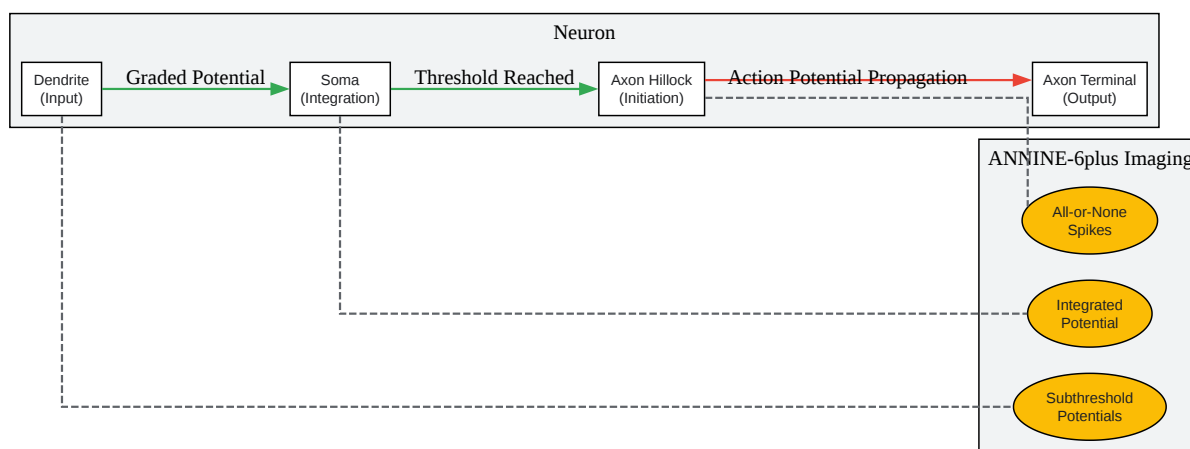 Neuron
Dendrite
(Input)
Graded Potential
Soma
(Integration)
Threshold Reached
Axon Hillock
(Initiation)
Action Potential Propagation
Axon Terminal
(Output)
ANNINE-6plus Imaging
All-or-None
Spikes
Integrated
Potential
Subthreshold
Potentials